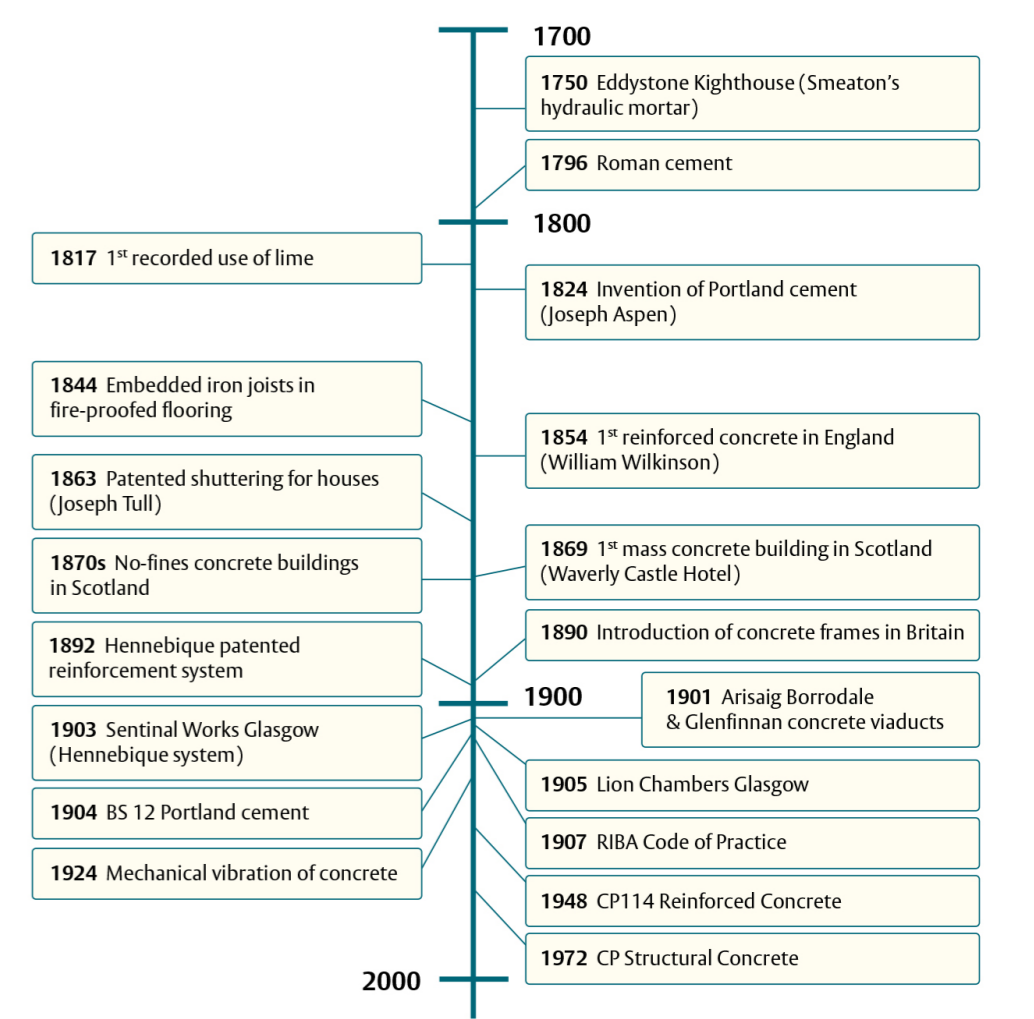 1700
1750 Eddystone Kighthouse (Smeaton's
hydraulic mortar)
1796 Roman cement
1800
1817 1st recorded use of lime
1824 Invention of Portland cement
(Joseph Aspen)
1844 Embedded iron joists in
fire-proofed flooring
1854 1st reinforced concrete in England
(William Wilkinson)
1863 Patented shuttering for houses
(Joseph Tull)
1869 1st mass concrete building in Scotland
(Waverly Castle Hotel)
1870s No-fines concrete buildings
in Scotland
1890 Introduction of concrete frames in Britain
1892 Hennebique patented
reinforcement system
1900
1901 Arisaig Borrodale
& Glenfinnan concrete viaducts
1903 Sentinal Works Glasgow
(Hennebique system)
1905 Lion Chambers Glasgow
1904 BS 12 Portland cement
1907 RIBA Code of Practice
1924 Mechanical vibration of concrete
1948 CP114 Reinforced Concrete
1972 CP Structural Concrete
2000